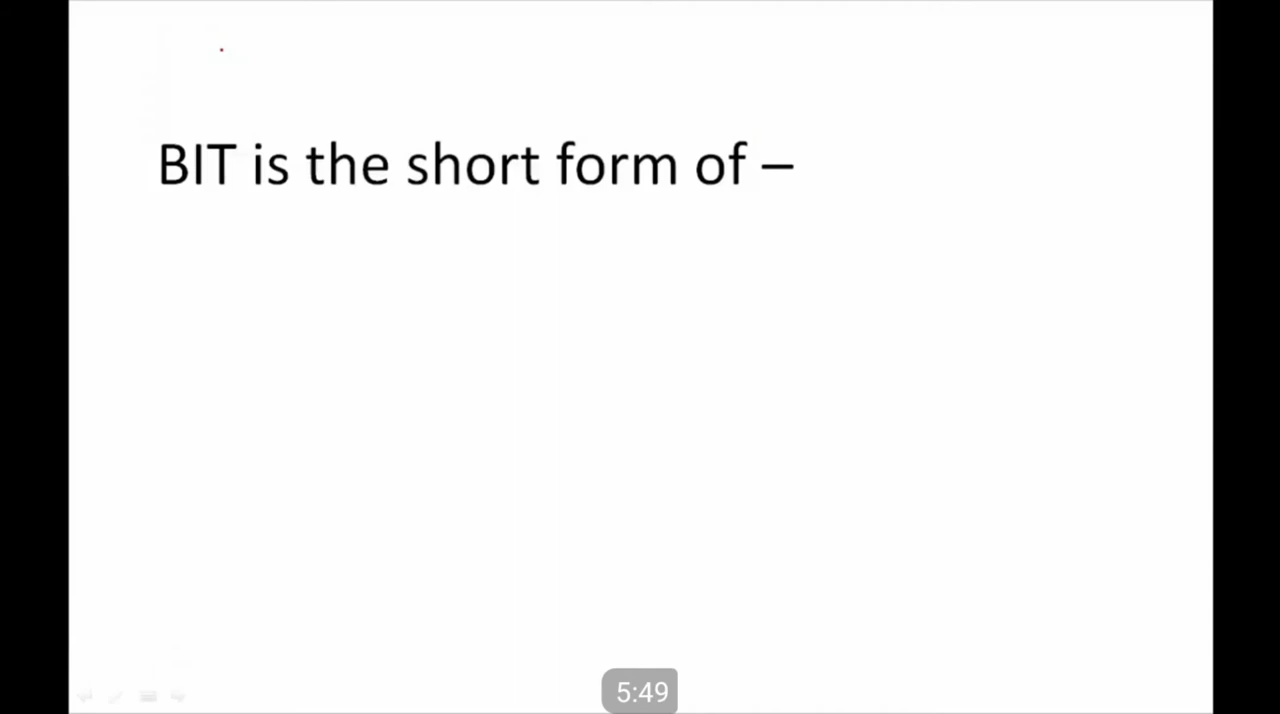 BIT is the short form of –
5:49